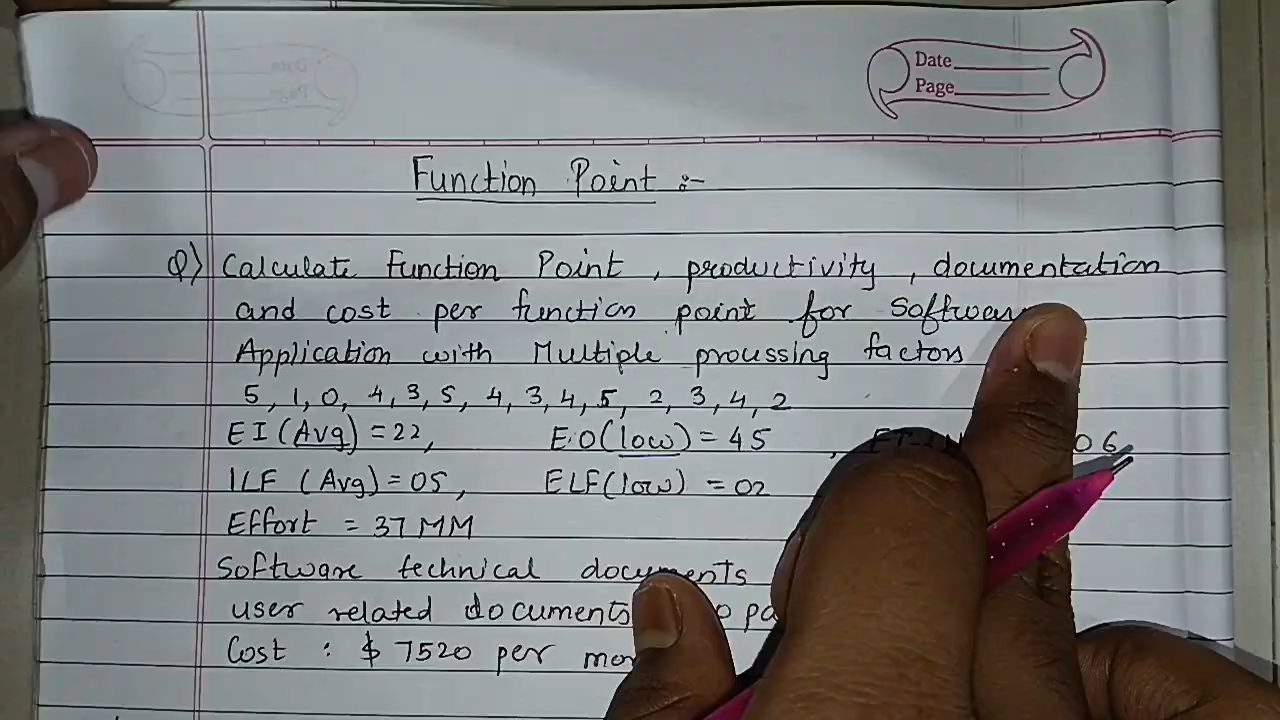 Date
Page
Function Point :-
Q) Calculate Function Point, productivity, documentation
and cost per function point for
Application with Multiple processing factors
5, 1, 0, 4, 3, 5, 4, 3, 4, 5, 2, 3, 4, 2
EI (Avg) = 22, E.O (low) = 45, 06,
ILF (Avg) = 05, ELF (low) = 02
Effort = 37 MM
Software technical documents
user related documents
Cost : $ 7520 per